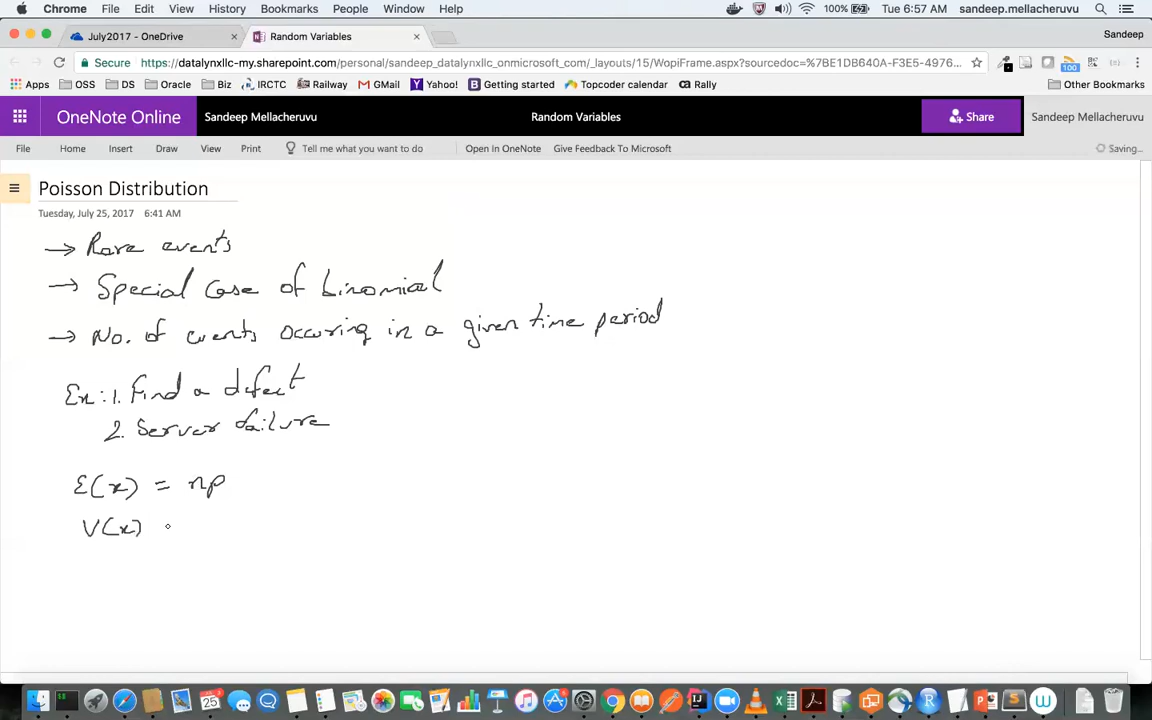 Chrome File Edit View History Bookmarks People Window Help 100% Tue 6:57 AM sandeep.mellacheruvu
July2017 - OneDrive × Random Variables × Sandeep
Secure https://datalynxllc-my.sharepoint.com/personal/sandeep_datalynxllc_onmicrosoft_com/_layouts/15/WopiFrame.aspx?sourcedoc=%7BE1DB640A-F3E5-4976...
Apps OSS DS Oracle Biz IRCTC Railway GMail Yahoo! Getting started Topcoder calendar Rally Other Bookmarks
OneNote Online Sandeep Mellacheruvu Random Variables Share Sandeep Mellacheruvu
File Home Insert Draw View Print Tell me what you want to do Open in OneNote Give Feedback To Microsoft Saving...
Poisson Distribution
Tuesday, July 25, 2017 6:41 AM
→ Rare events
→ Special Case of binomial
→ No. of events occuring in a given time period
Ex: 1. Find a defect
2. Server failure
E(x) = np
V(x)